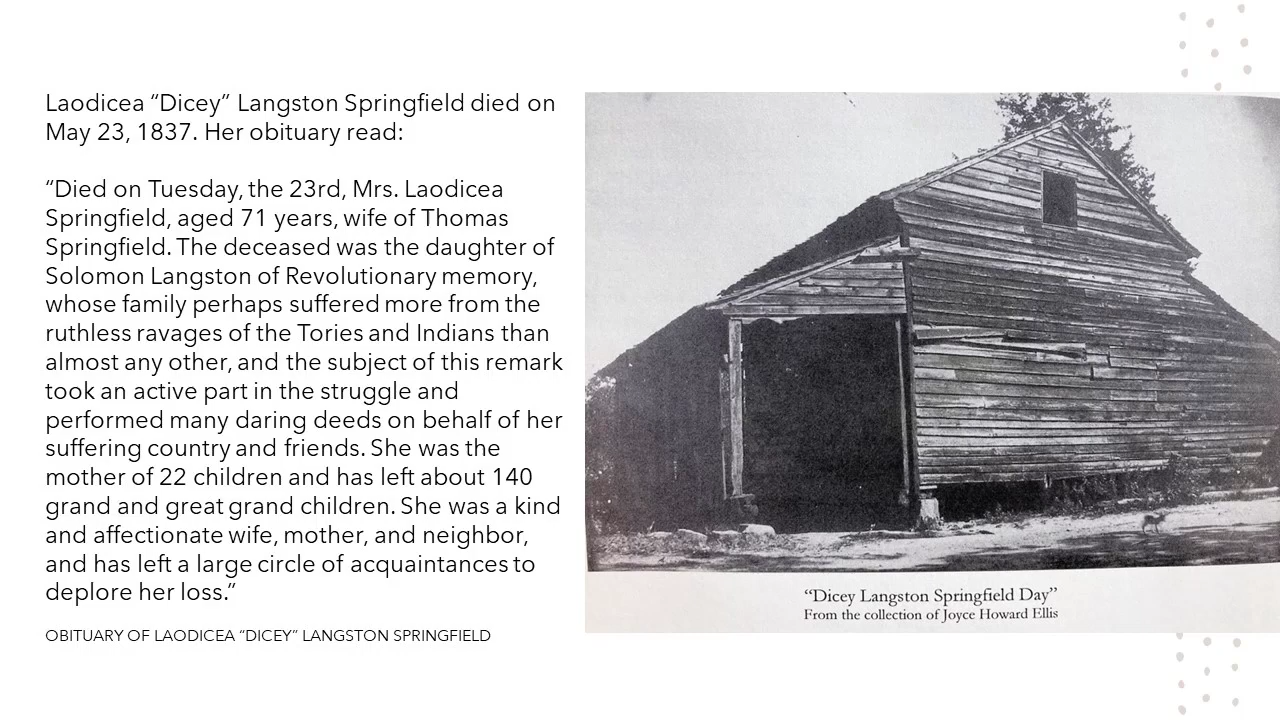 Laodicea “Dicey” Langston Springfield died on
May 23, 1837. Her obituary read:
“Died on Tuesday, the 23rd, Mrs. Laodicea
Springfield, aged 71 years, wife of Thomas
Springfield. The deceased was the daughter of
Solomon Langston of Revolutionary memory,
whose family perhaps suffered more from the
ruthless ravages of the Tories and Indians than
almost any other, and the subject of this remark
took an active part in the struggle and
performed many daring deeds on behalf of her
suffering country and friends. She was the
mother of 22 children and has left about 140
grand and great grand children. She was a kind
and affectionate wife, mother, and neighbor,
and has left a large circle of acquaintances to
deplore her loss.”
OBITUARY OF LAODICEA “DICEY” LANGSTON SPRINGFIELD
“Dicey Langston Springfield Day”
From the collection of Joyce Howard Ellis